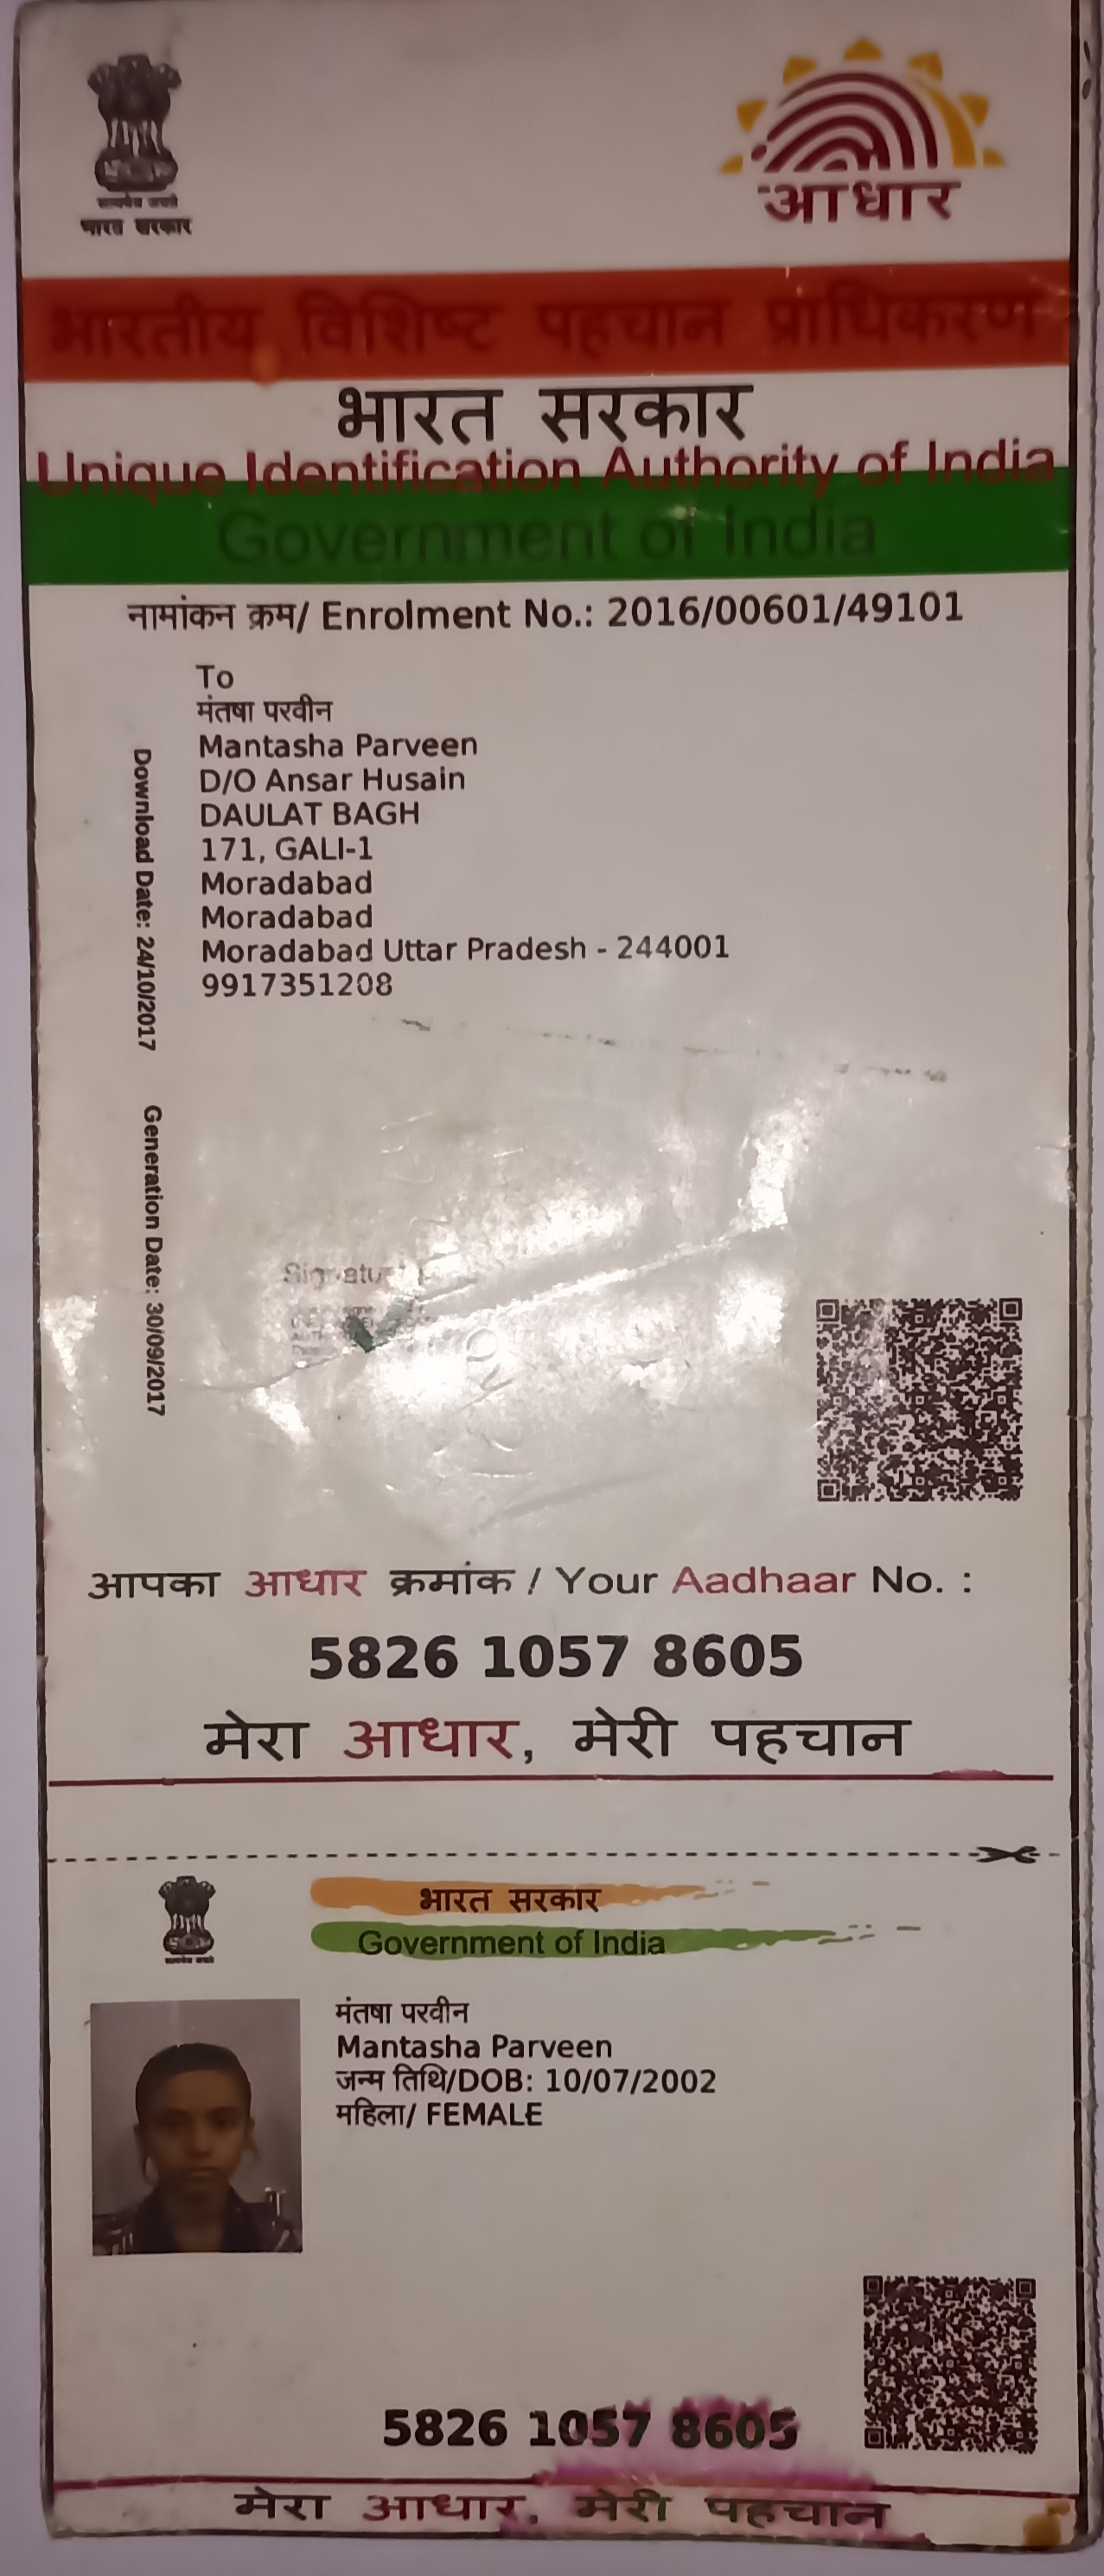 सत्यमेव जयते
भारत सरकार
आधार
भारतीय विशिष्ट पहचान प्राधिकरण
भारत सरकार
Unique Identification Authority of India
Government of India
नामांकन क्रम/ Enrolment No.: 2016/00601/49101
To
मंतषा परवीन
Mantasha Parveen
D/O Ansar Husain
DAULAT BAGH
171, GALI-1
Moradabad
Moradabad
Moradabad Uttar Pradesh - 244001
9917351208
Download Date: 24/10/2017
Generation Date: 30/09/2017
आपका आधार क्रमांक / Your Aadhaar No. :
5826 1057 8605
मेरा आधार, मेरी पहचान
सत्यमेव जयते
भारत सरकार
Government of India
मंतषा परवीन
Mantasha Parveen
जन्म तिथि/DOB: 10/07/2002
महिला/ FEMALE
5826 1057 8605
मेरा आधार, मेरी पहचान